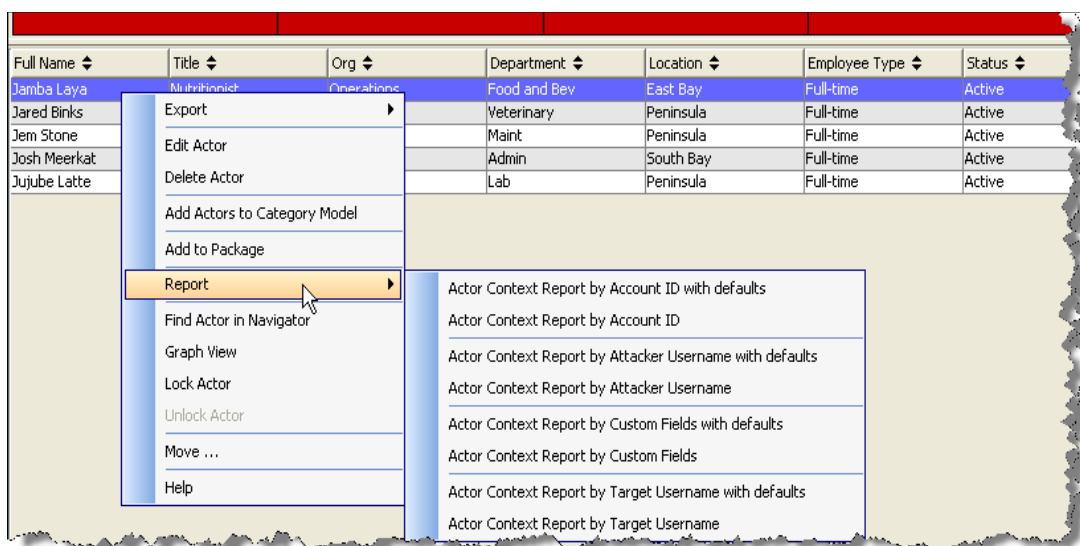 Full Name Title Org Department Location Employee Type Status
Jamba Laya Nutritionist Operations Food and Bev East Bay Full-time Active
Jared Binks Veterinary Peninsula Full-time Active
Jem Stone Maint Peninsula Full-time Active
Josh Meerkat Admin South Bay Full-time Active
Jujube Latte Lab Peninsula Full-time Active
Export
Edit Actor
Delete Actor
Add Actors to Category Model
Add to Package
Report
Find Actor in Navigator
Graph View
Lock Actor
Unlock Actor
Move ...
Help
Actor Context Report by Account ID with defaults
Actor Context Report by Account ID
Actor Context Report by Attacker Username with defaults
Actor Context Report by Attacker Username
Actor Context Report by Custom Fields with defaults
Actor Context Report by Custom Fields
Actor Context Report by Target Username with defaults
Actor Context Report by Target Username